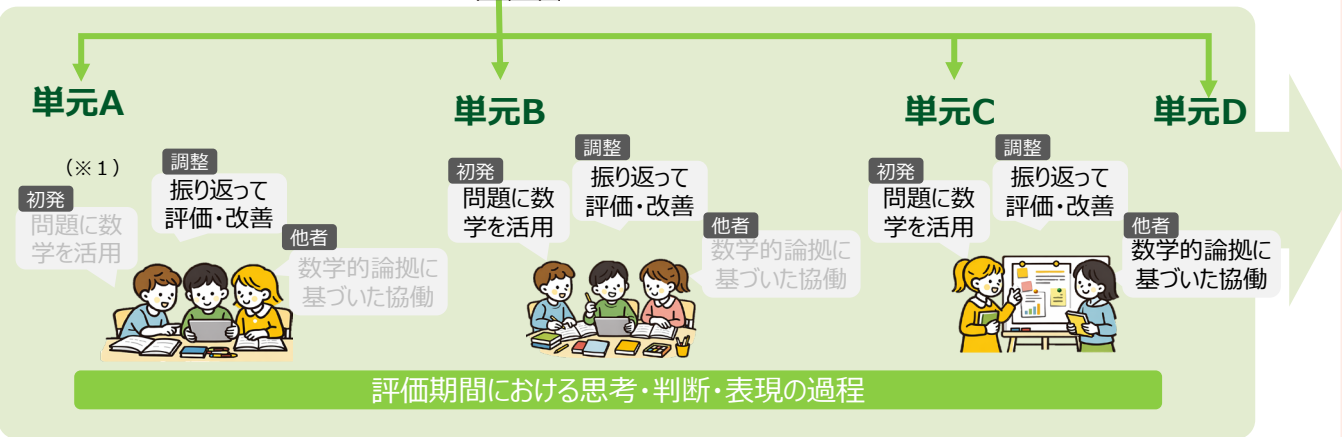 単元A
(※1)
初発
問題に数
学を活用
調整
振り返って
評価・改善
他者
数学的論拠に
基づいた協働
単元B
初発
問題に数
学を活用
調整
振り返って
評価・改善
他者
数学的論拠に
基づいた協働
単元C
初発
問題に数
学を活用
調整
振り返って
評価・改善
他者
数学的論拠に
基づいた協働
単元D
評価期間における思考・判断・表現の過程